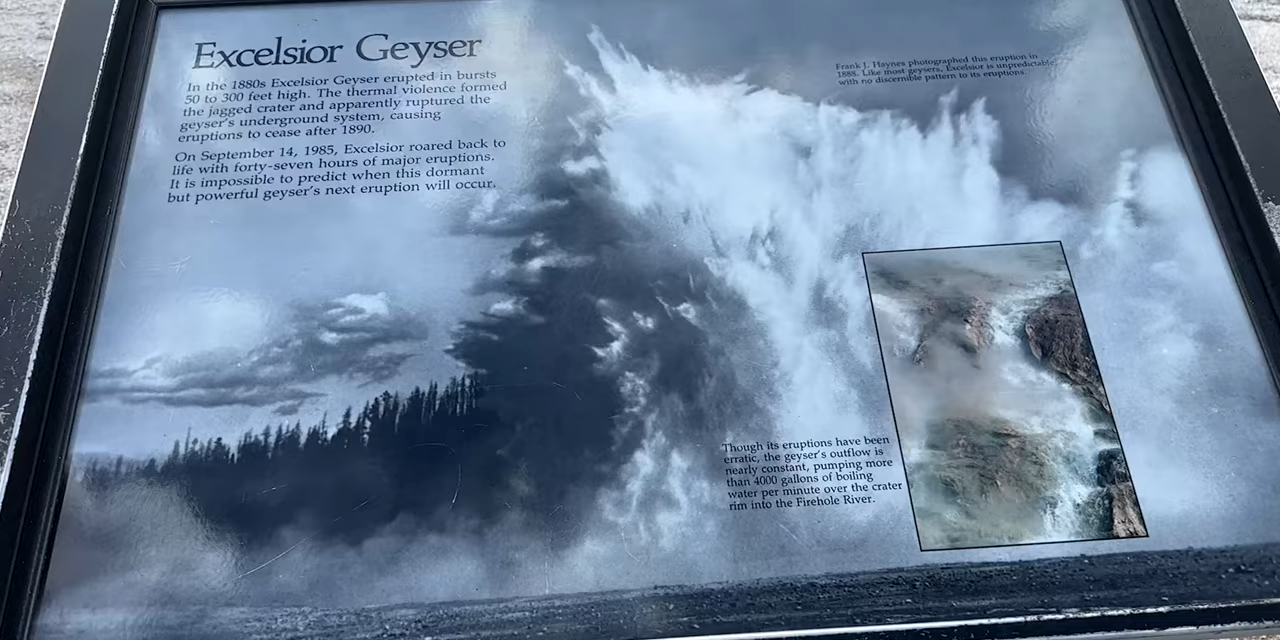 Excelsior Geyser
In the 1880s Excelsior Geyser erupted in bursts
50 to 300 feet high. The thermal violence formed
the jagged crater and apparently ruptured the
geyser's underground system, causing
eruptions to cease after 1890.
On September 14, 1985, Excelsior roared back to
life with forty-seven hours of major eruptions.
It is impossible to predict when this dormant
but powerful geyser's next eruption will occur.
Frank J. Haynes photographed this eruption in
1888. Like most geysers, Excelsior is unpredictable
with no discernible pattern to its eruptions.
Though its eruptions have been
erratic, the geyser's outflow is
nearly constant, pumping more
than 4000 gallons of boiling
water per minute over the crater
rim into the Firehole River.